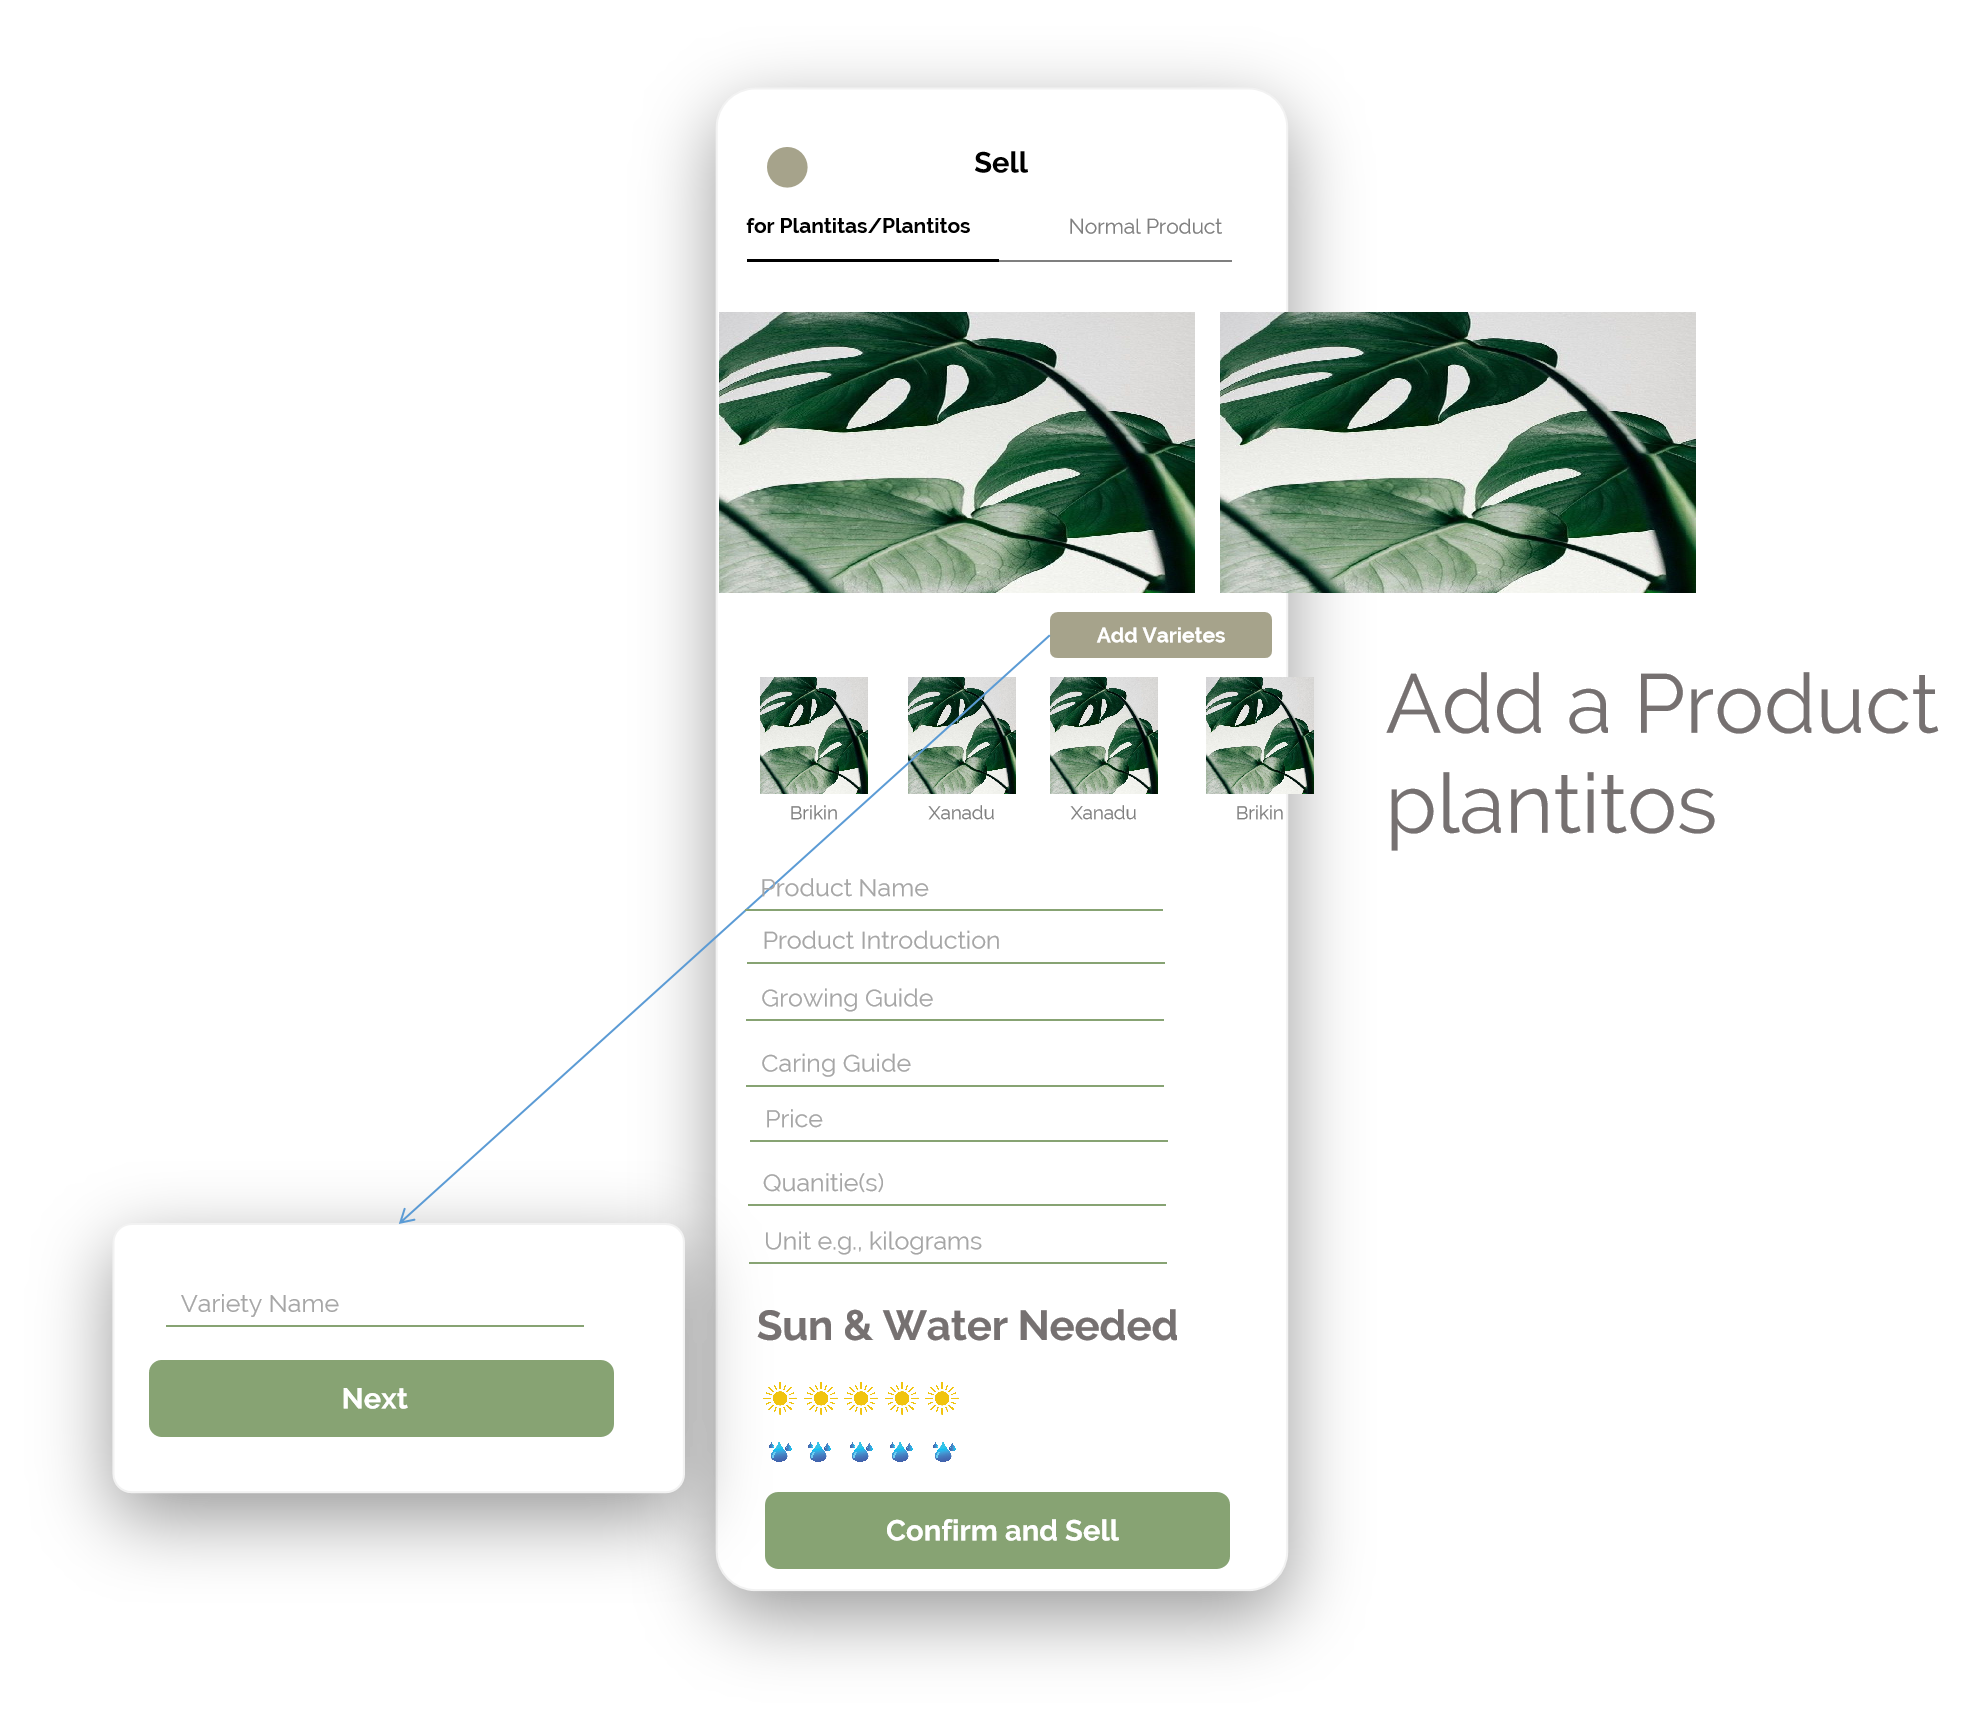 Sell
for Plantitas/Plantitos
Normal Product
Add Varietes
Brikin
Xanadu
Xanadu
Brikin
Add a Product
plantitos
Product Name
Product Introduction
Growing Guide
Caring Guide
Price
Quanitie(s)
Unit e.g., kilograms
Variety Name
Next
Sun & Water Needed
Confirm and Sell